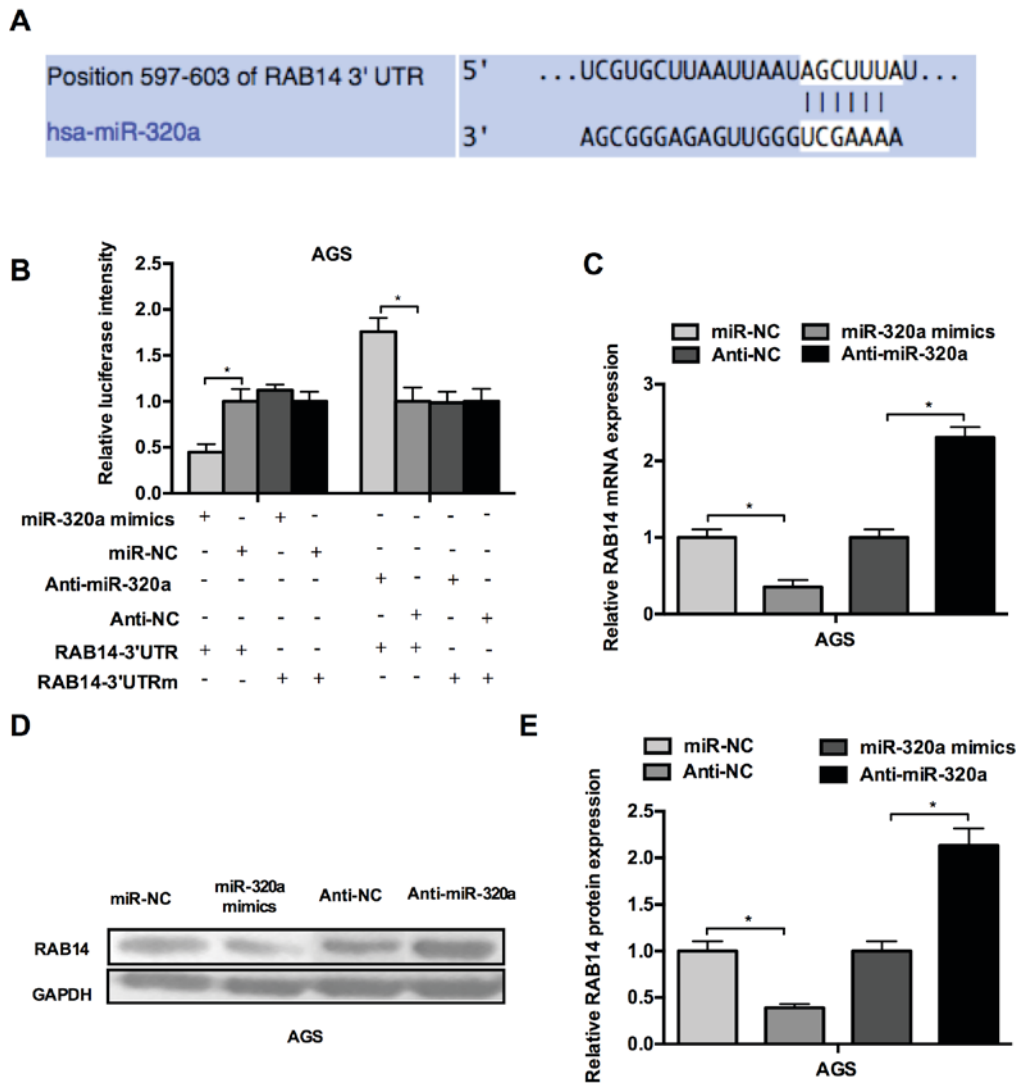 A
Position 597-603 of RAB14 3' UTR 5' ...UCGUGCUUAAUUAAUAGCUUUAU...
hsa-miR-320a 3' AGCGGGAGAGUUGGGUCGAAAA
B
AGS
Relative luciferase intensity
2.5
2.0
1.5
1.0
0.5
0.0
* *
miR-320a mimics + - + - - - - -
miR-NC - + - + - - - -
Anti-miR-320a - - - - + - + -
Anti-NC - - - - - + - +
RAB14-3'UTR + + - - + + - -
RAB14-3'UTRm - - + + - - + +
C
miR-NC miR-320a mimics
Anti-NC Anti-miR-320a
Relative RAB14 mRNA expression
3
2
1
0
* *
AGS
D
miR-NC miR-320a mimics Anti-NC Anti-miR-320a
RAB14
GAPDH
AGS
E
miR-NC miR-320a mimics
Anti-NC Anti-miR-320a
Relative RAB14 protein expression
2.5
2.0
1.5
1.0
0.5
0.0
* *
AGS